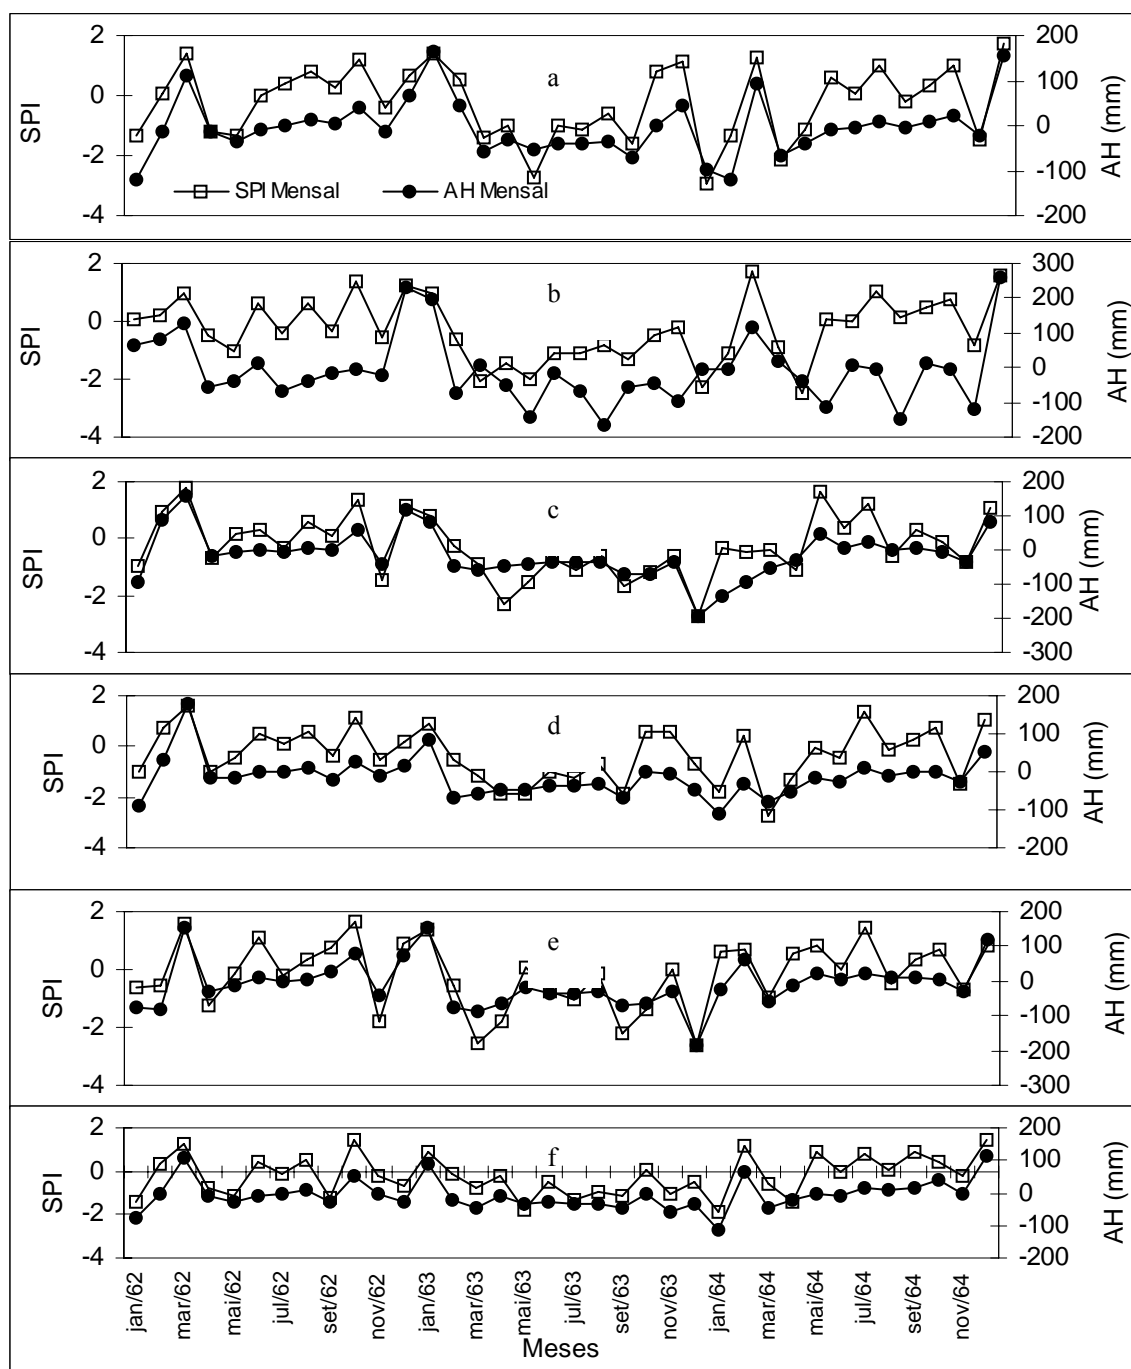 2 200
0 100
SPI a 0 AH (mm)
-2 -100
SPI Mensal AH Mensal
-4 -200
2 300
b 200
0 100
SPI 0 AH (mm)
-2 -100
-4 -200
2 200
c 100
0 0
SPI -100 AH (mm)
-2 -200
-4 -300
2 200
d 100
0
SPI 0 AH (mm)
-2 -100
-4 -200
2 200
e 100
0 0
SPI -100 AH (mm)
-2 -200
-4 -300
2 200
f 100
0
SPI 0 AH (mm)
-2 -100
-4 -200
jan/62 mar/62 mai/62 jul/62 set/62 nov/62 jan/63 mar/63 mai/63 jul/63 set/63 nov/63 jan/64 mar/64 mai/64 jul/64 set/64 nov/64
Meses